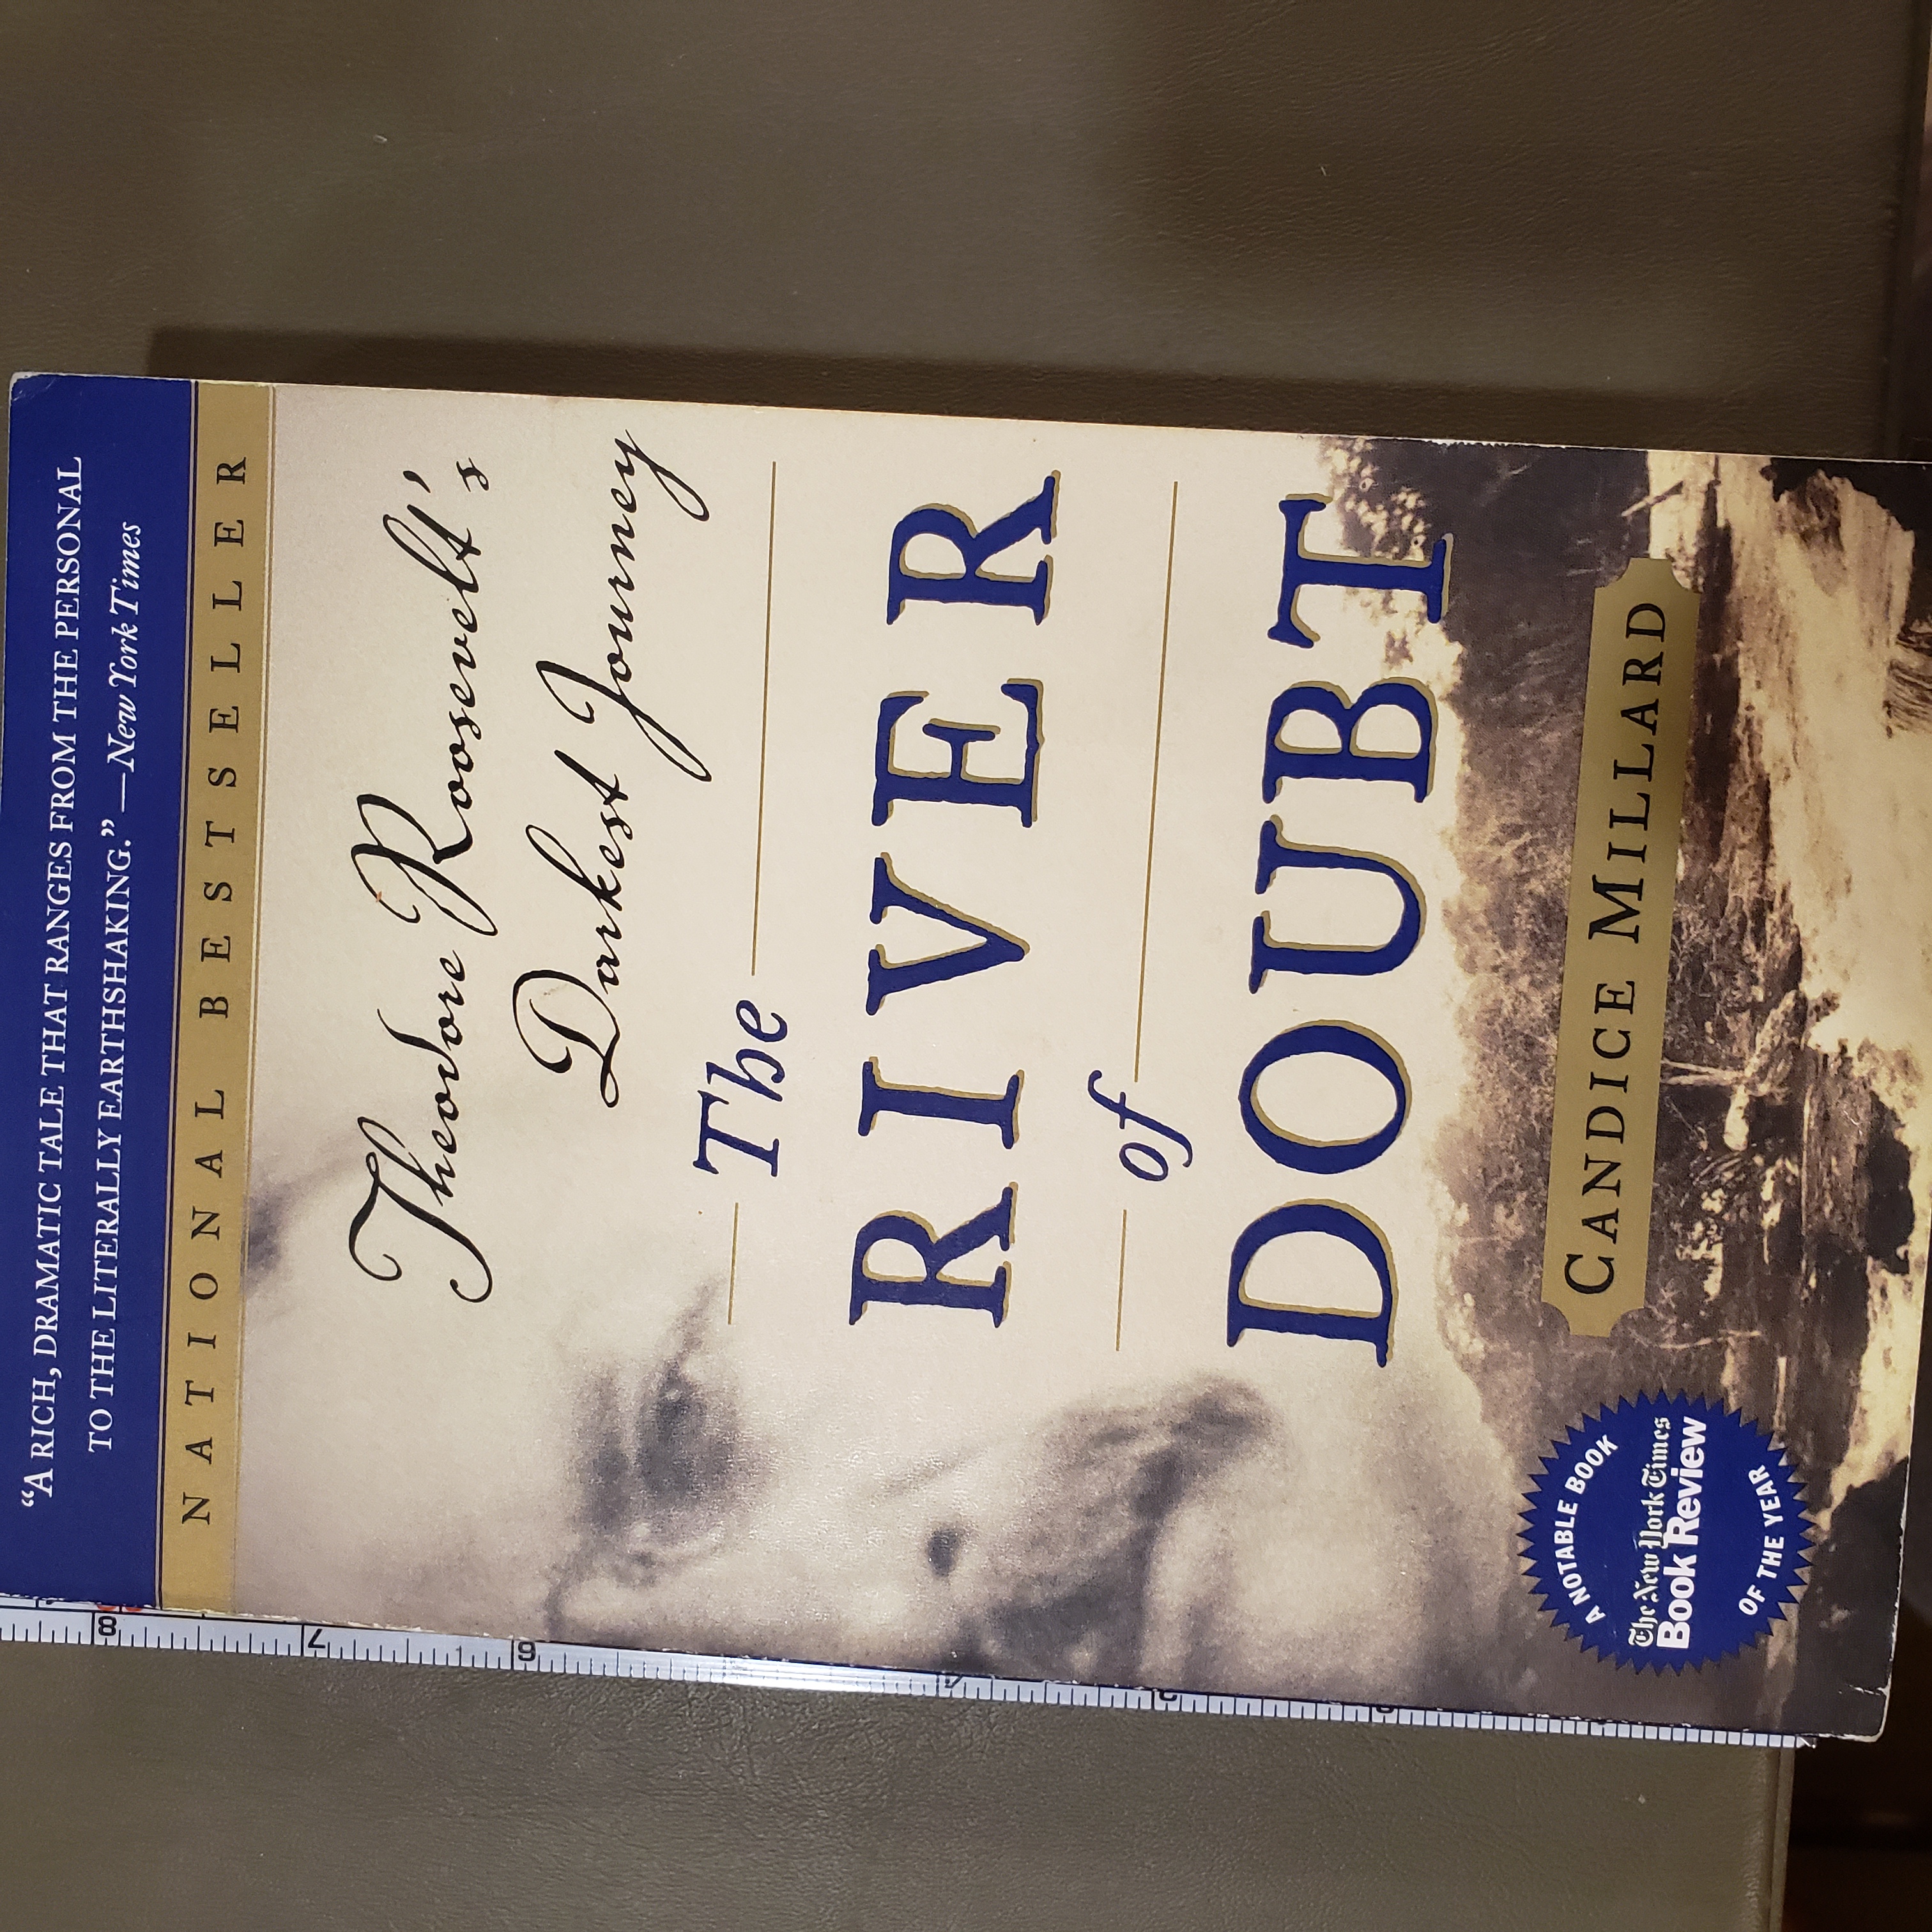 “A RICH, DRAMATIC TALE THAT RANGES FROM THE PERSONAL
TO THE LITERALLY EARTHSHAKING.” —New York Times
NATIONAL BESTSELLER
Theodore Roosevelt's
Darkest Journey
The
RIVER
of
DOUBT
CANDICE MILLARD
A NOTABLE BOOK
The New York Times
Book Review
OF THE YEAR
4
6
7
8